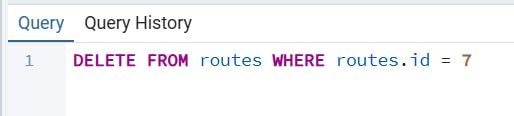 Query Query History
1 DELETE FROM routes WHERE routes.id = 7